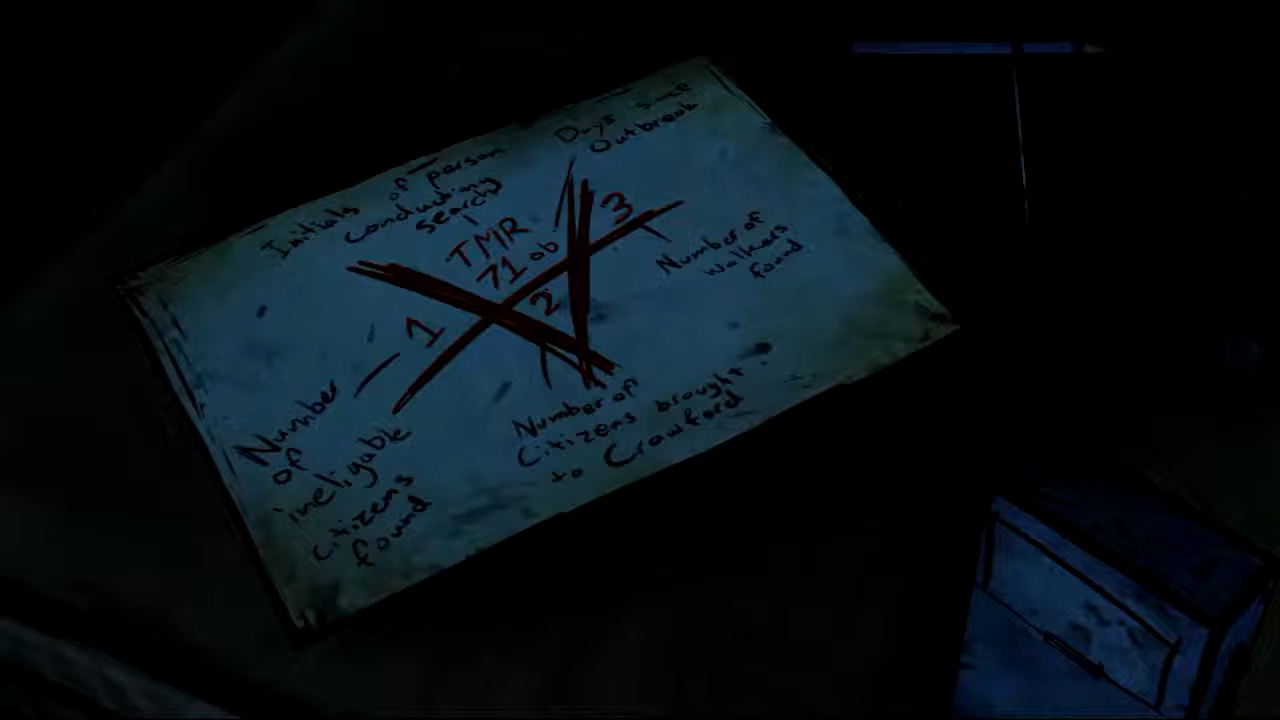 Initials of person
conducting
search
Days since
Outbreak
TMR
71 ob
3
1
2
Number of
walkers
found
Number
of
ineligable
citizens
found
Number of
Citizens brought
to Crawford